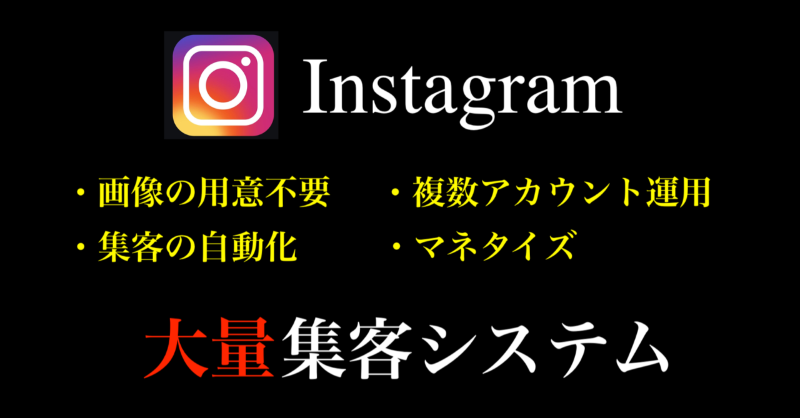 Instagram
・画像の用意不要 ・複数アカウント運用
・集客の自動化 ・マネタイズ
大量集客システム